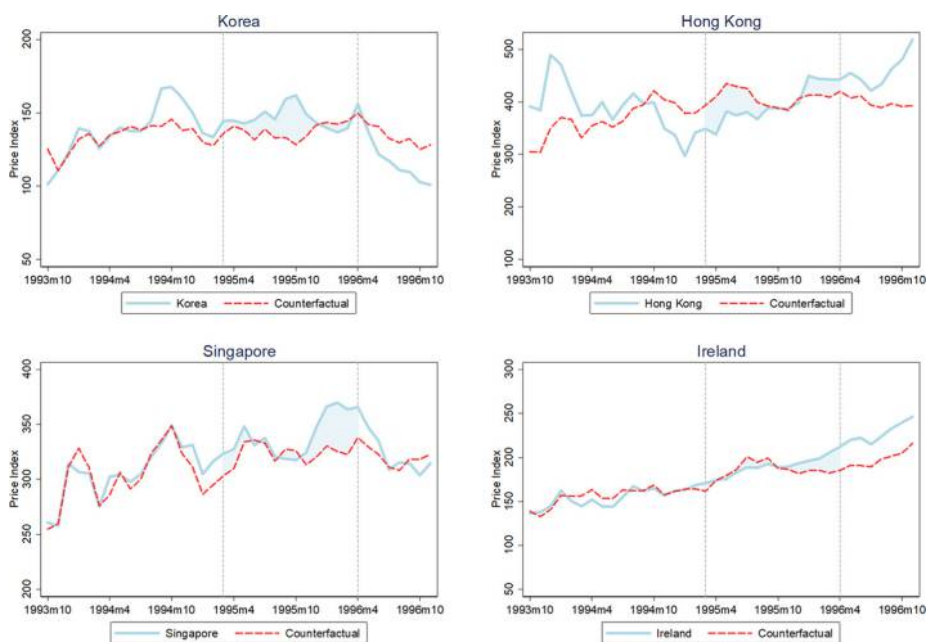 Korea
Price Index
200
150
100
50
1993m10 1994m4 1994m10 1995m4 1995m10 1996m4 1996m10
Korea Counterfactual
Hong Kong
Price Index
500
400
300
200
100
1993m10 1994m4 1994m10 1995m4 1995m10 1996m4 1996m10
Hong Kong Counterfactual
Singapore
Price Index
400
350
300
250
200
1993m10 1994m4 1994m10 1995m4 1995m10 1996m4 1996m10
Singapore Counterfactual
Ireland
Price Index
300
250
200
150
100
50
1993m10 1994m4 1994m10 1995m4 1995m10 1996m4 1996m10
Ireland Counterfactual